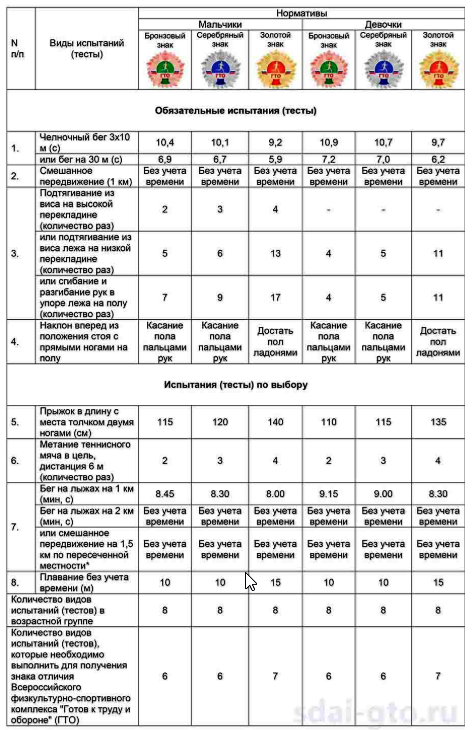 N п/п
Виды испытаний (тесты)
Нормативы
Мальчики
Девочки
Бронзовый знак
Серебряный знак
Золотой знак
Бронзовый знак
Серебряный знак
Золотой знак
ГТО
ГТО
ГТО
ГТО
ГТО
ГТО
Обязательные испытания (тесты)
1.
Челночный бег 3х10
м (с)
10,4
10,1
9,2
10,9
10,7
9,7
или бег на 30 м (с)
6,9
6,7
5,9
7,2
7,0
6,2
2.
Смешанное
передвижение (1 км)
Без учета времени
Без учета времени
Без учета времени
Без учета времени
Без учета времени
Без учета времени
3.
Подтягивание из
виса на высокой
перекладине
(количество раз)
2
3
4
-
-
-
или подтягивание из
виса лежа на низкой
перекладине
(количество раз)
5
6
13
4
5
11
или сгибание и
разгибание рук в
упоре лежа на полу
(количество раз)
7
9
17
4
5
11
4.
Наклон вперед из
положения стоя с
прямыми ногами на
полу
Касание пола пальцами рук
Касание пола пальцами рук
Достать пол ладонями
Касание пола пальцами рук
Касание пола пальцами рук
Достать пол ладонями
Испытания (тесты) по выбору
5.
Прыжок в длину с
места толчком двумя
ногами (см)
115
120
140
110
115
135
6.
Метание теннисного
мяча в цель,
дистанция 6 м
(количество раз)
2
3
4
2
3
4
7.
Бег на лыжах на 1 км
(мин, с)
8.45
8.30
8.00
9.15
9.00
8.30
Бег на лыжах на 2 км
(мин, с)
Без учета времени
Без учета времени
Без учета времени
Без учета времени
Без учета времени
Без учета времени
или смешанное
передвижение на 1,5
км по пересеченной
местности*
Без учета времени
Без учета времени
Без учета времени
Без учета времени
Без учета времени
Без учета времени
8.
Плавание без учета
времени (м)
10
10
15
10
10
15
Количество видов
испытаний (тестов) в
возрастной группе
8
8
8
8
8
8
Количество видов
испытаний (тестов),
которые необходимо
выполнить для получения
знака отличия
Всероссийского
физкультурно-спортивного
комплекса "Готов к труду и
обороне" (ГТО)
6
6
7
6
6
7
sdai-gto.ru